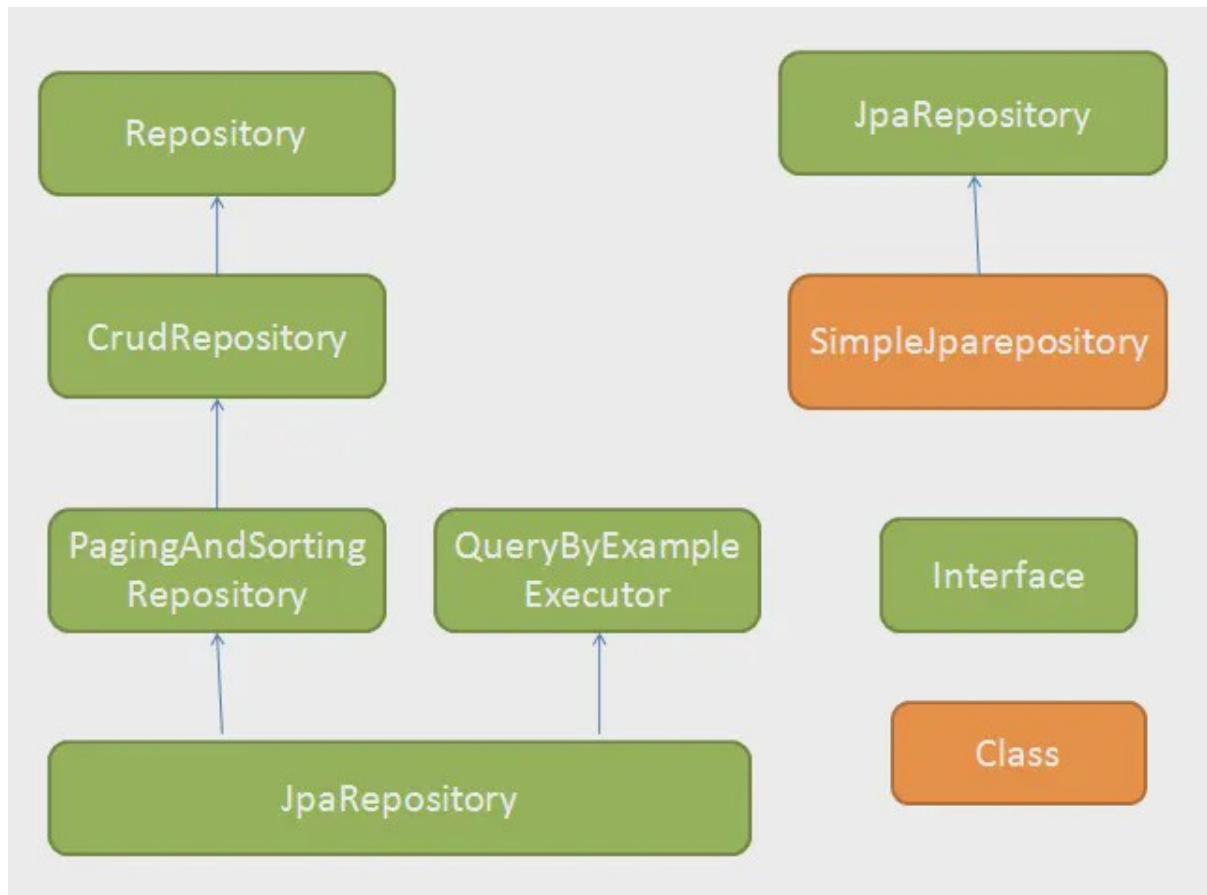 Repository
CrudRepository
PagingAndSorting
Repository
QueryByExample
Executor
JpaRepository
JpaRepository
SimpleJparepository
Interface
Class